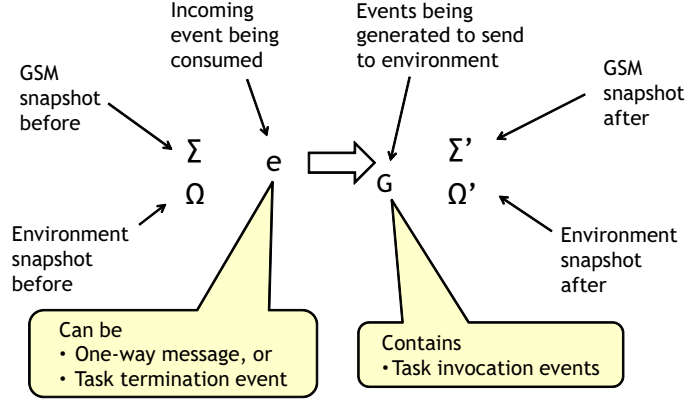 Incoming
event being
consumed
Events being
generated to send
to environment
GSM
snapshot
before
GSM
snapshot
after
Σ
e
Σ’
Ω
G
Ω’
Environment
snapshot
before
Environment
snapshot
after
Can be
• One-way message, or
• Task termination event
Contains
•Task invocation events